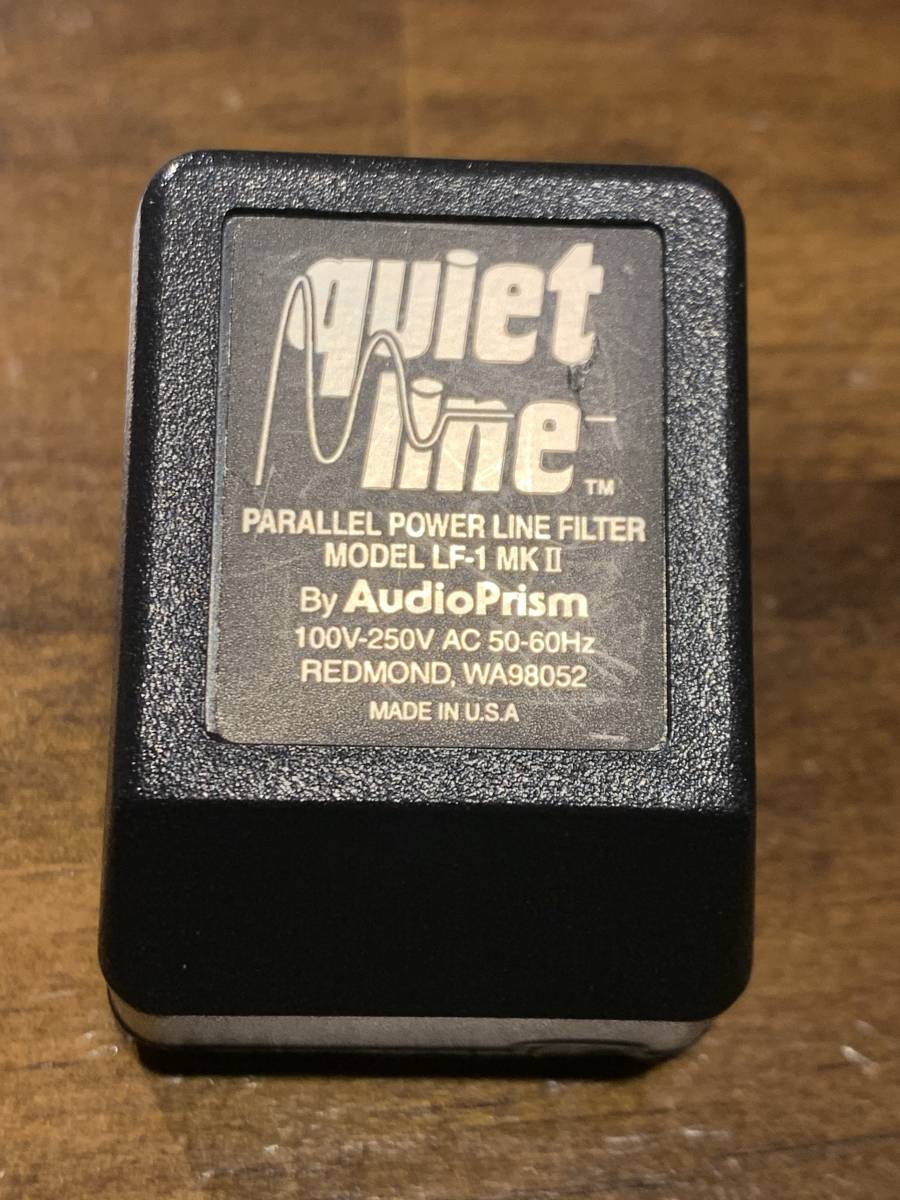 quiet
line TM
PARALLEL POWER LINE FILTER
MODEL LF-1 MK II
By AudioPrism
100V-250V AC 50-60Hz
REDMOND, WA98052
MADE IN U.S.A